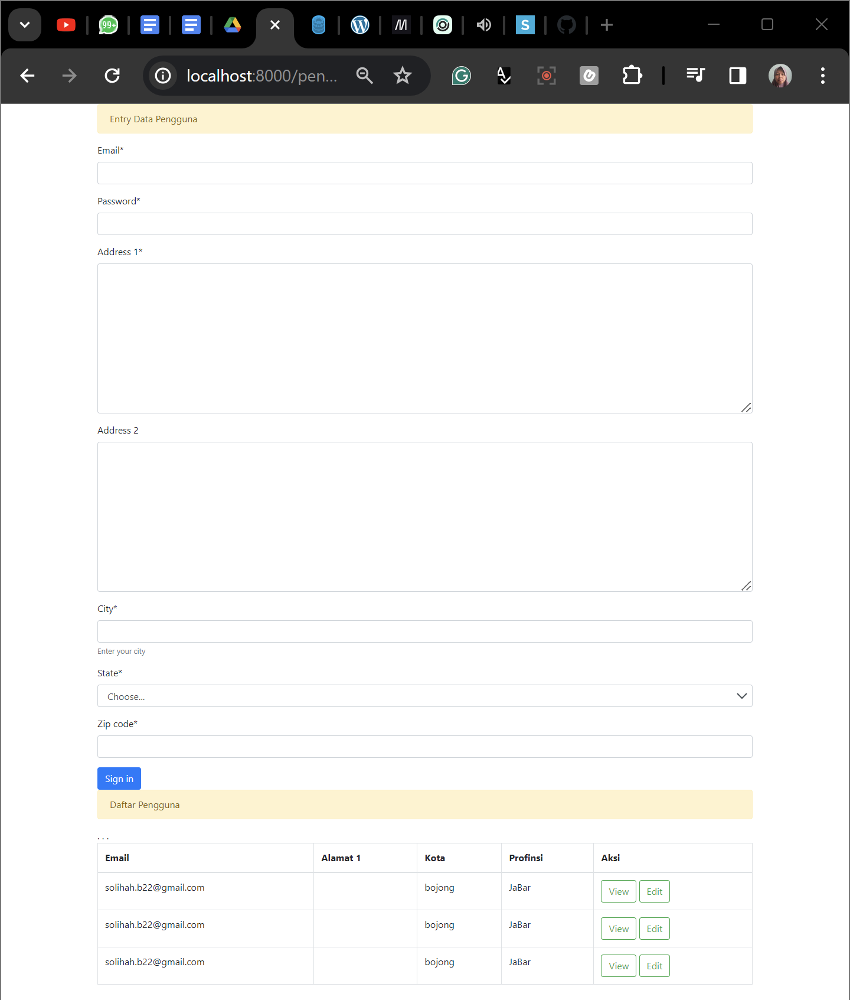 99+
S
localhost:8000/pen...
Entry Data Pengguna
Email*
Password*
Address 1*
Address 2
City*
Enter your city
State*
Choose...
Zip code*
Sign in
Daftar Pengguna
. . .
Email Alamat 1 Kota Profinsi Aksi
solihah.b22@gmail.com bojong JaBar View Edit
solihah.b22@gmail.com bojong JaBar View Edit
solihah.b22@gmail.com bojong JaBar View Edit